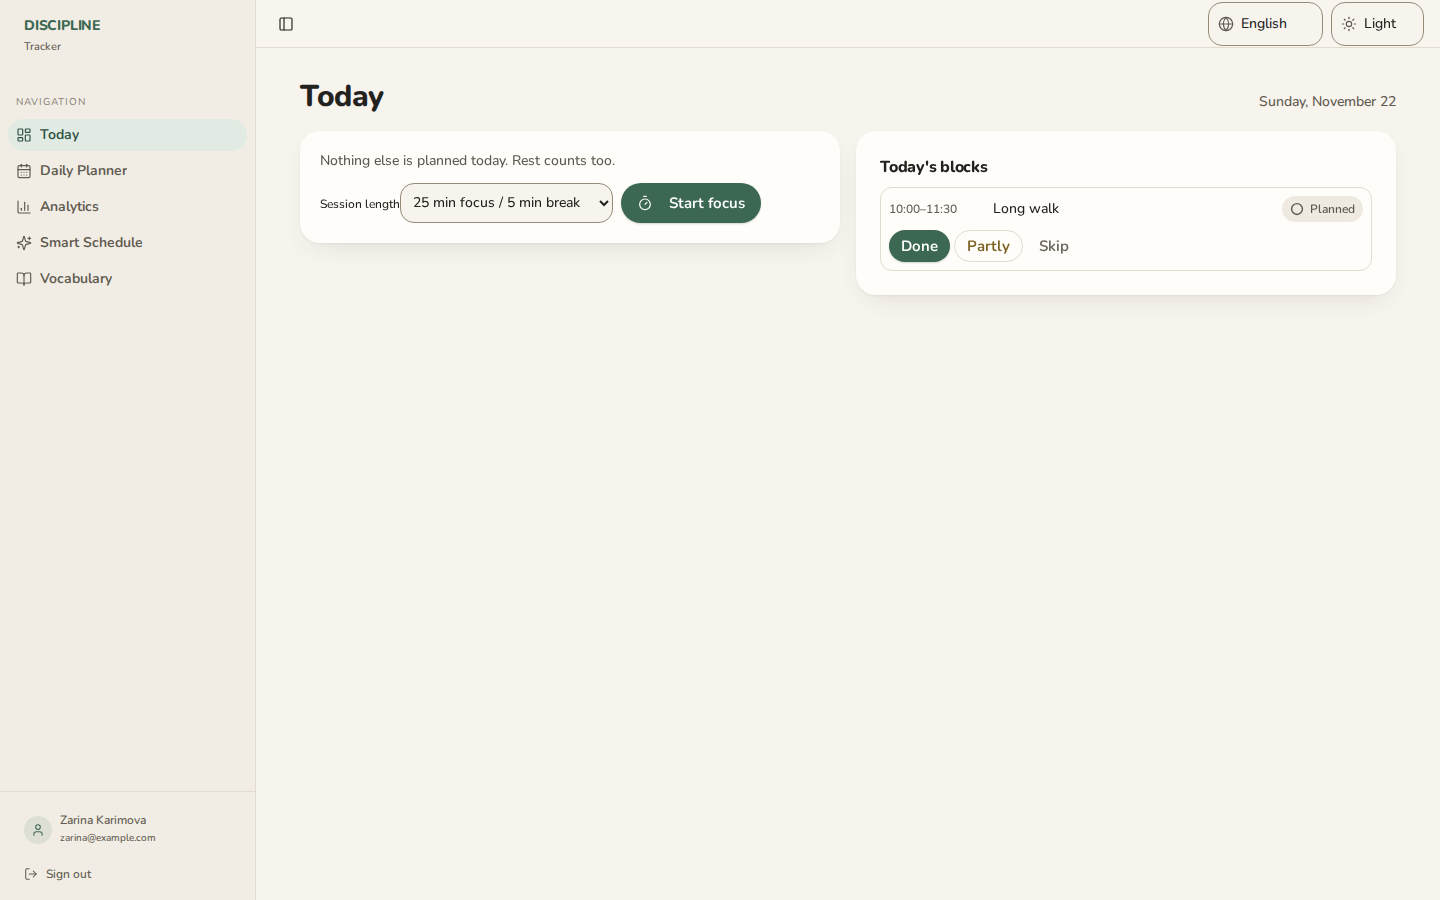 DISCIPLINE
Tracker
NAVIGATION
Today
Daily Planner
Analytics
Smart Schedule
Vocabulary
Zarina Karimova
zarina@example.com
Sign out
English
Light
Today
Sunday, November 22
Nothing else is planned today. Rest counts too.
Session length
25 min focus / 5 min break
Start focus
Today's blocks
10:00–11:30
Long walk
Planned
Done
Partly
Skip